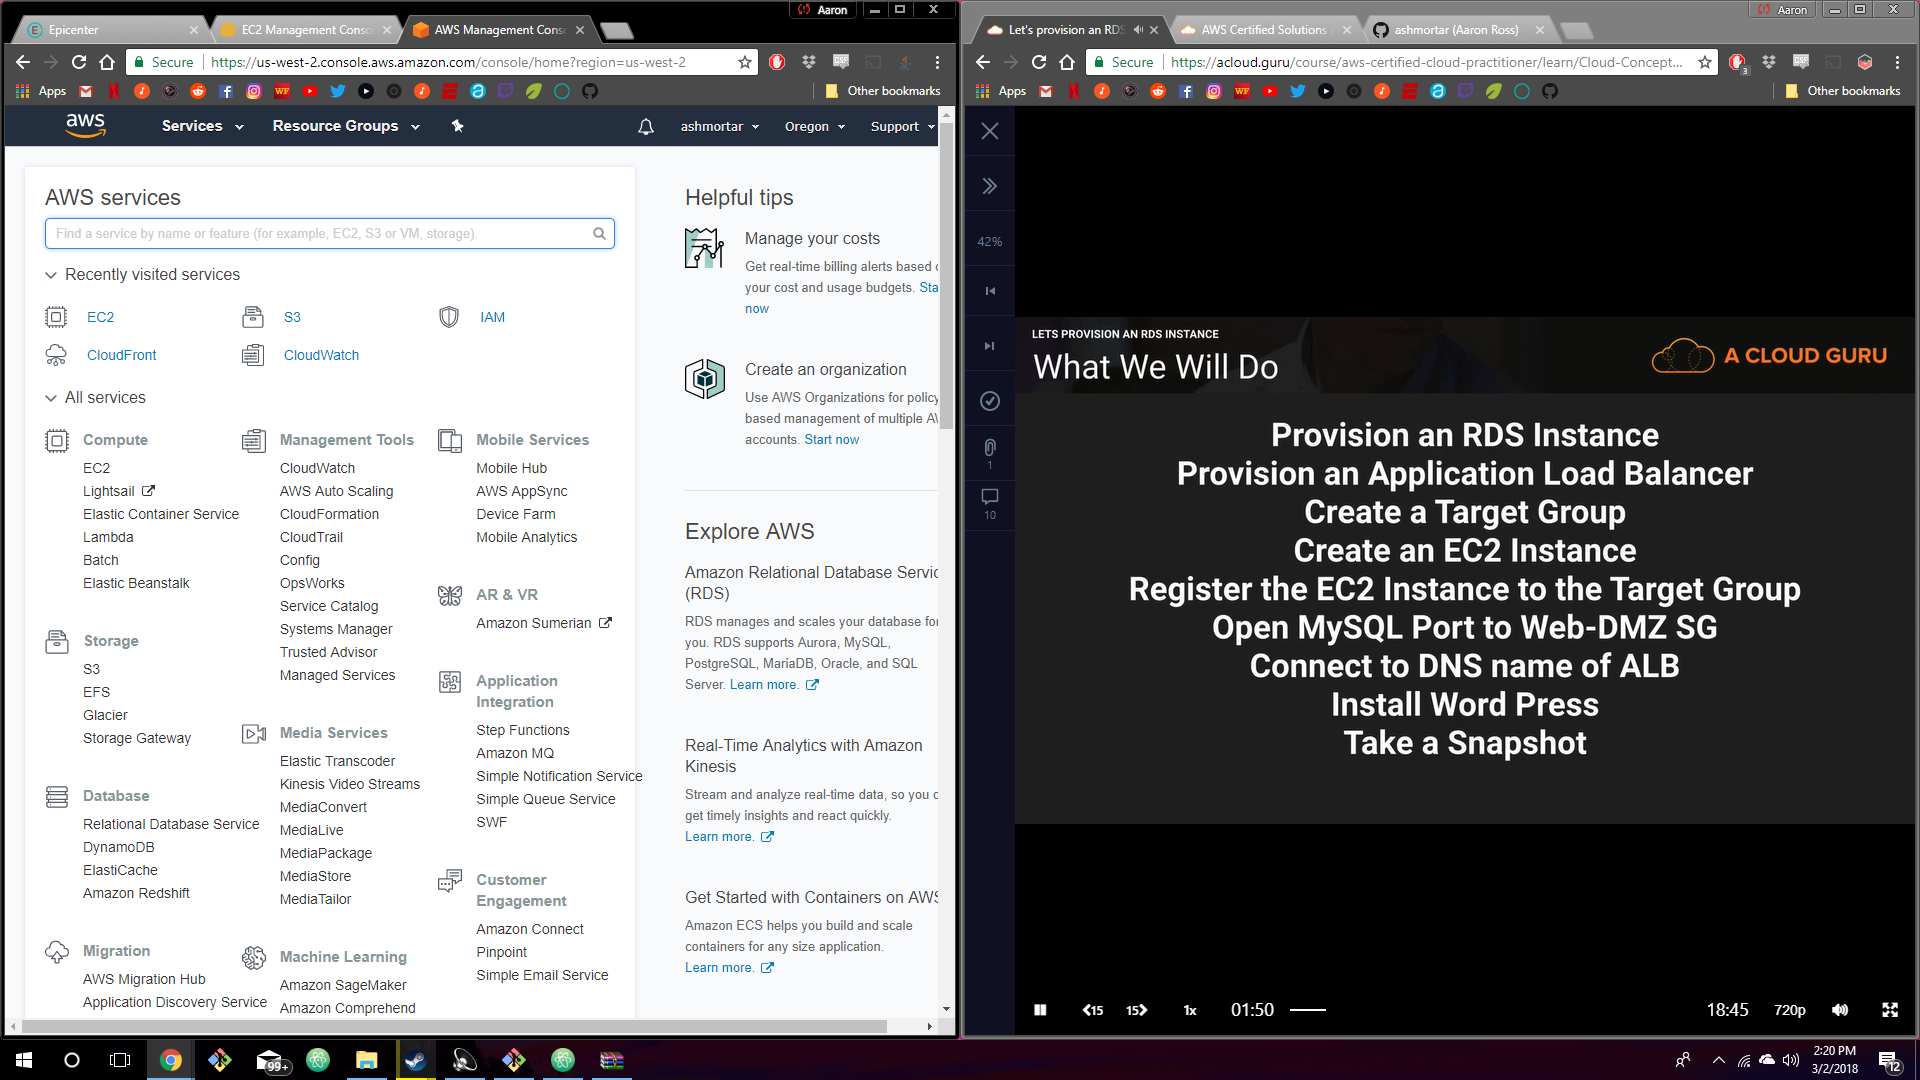 Aaron
Epicenter
EC2 Management Consc
AWS Management Cons
Secure
https://us-west-2.console.aws.amazon.com/console/home?region=us-west-2
Apps
Other bookmarks
aws
Services
Resource Groups
ashmortar
Oregon
Support
AWS services
Find a service by name or feature (for example, EC2, S3 or VM, storage).
Recently visited services
EC2
S3
IAM
CloudFront
CloudWatch
All services
Compute
EC2
Lightsail
Elastic Container Service
Lambda
Batch
Elastic Beanstalk
Storage
S3
EFS
Glacier
Storage Gateway
Database
Relational Database Service
DynamoDB
ElastiCache
Amazon Redshift
Migration
AWS Migration Hub
Application Discovery Service
Management Tools
CloudWatch
AWS Auto Scaling
CloudFormation
CloudTrail
Config
OpsWorks
Service Catalog
Systems Manager
Trusted Advisor
Managed Services
Media Services
Elastic Transcoder
Kinesis Video Streams
MediaConvert
MediaLive
MediaPackage
MediaStore
MediaTailor
Machine Learning
Amazon SageMaker
Amazon Comprehend
Mobile Services
Mobile Hub
AWS AppSync
Device Farm
Mobile Analytics
AR & VR
Amazon Sumerian
Application
Integration
Step Functions
Amazon MQ
Simple Notification Service
Simple Queue Service
SWF
Customer
Engagement
Amazon Connect
Pinpoint
Simple Email Service
Helpful tips
Manage your costs
Get real-time billing alerts based o
your cost and usage budgets. Sta
now
Create an organization
Use AWS Organizations for policy
based management of multiple AW
accounts. Start now
Explore AWS
Amazon Relational Database Servic
(RDS)
RDS manages and scales your database for
you. RDS supports Aurora, MySQL,
PostgreSQL, MariaDB, Oracle, and SQL
Server. Learn more.
Real-Time Analytics with Amazon
Kinesis
Stream and analyze real-time data, so you c
get timely insights and react quickly.
Learn more.
Get Started with Containers on AWS
Amazon ECS helps you build and scale
containers for any size application.
Learn more.
Aaron
Let's provision an RDS
AWS Certified Solutions A
ashmortar (Aaron Ross)
Secure
https://acloud.guru/course/aws-certified-cloud-practitioner/learn/Cloud-Concept...
3
Apps
Other bookmarks
42%
1
10
LETS PROVISION AN RDS INSTANCE
What We Will Do
A CLOUD GURU
Provision an RDS Instance
Provision an Application Load Balancer
Create a Target Group
Create an EC2 Instance
Register the EC2 Instance to the Target Group
Open MySQL Port to Web-DMZ SG
Connect to DNS name of ALB
Install Word Press
Take a Snapshot
15
15
1x
01:50
18:45
720p
99+
2:20 PM
3/2/2018
12